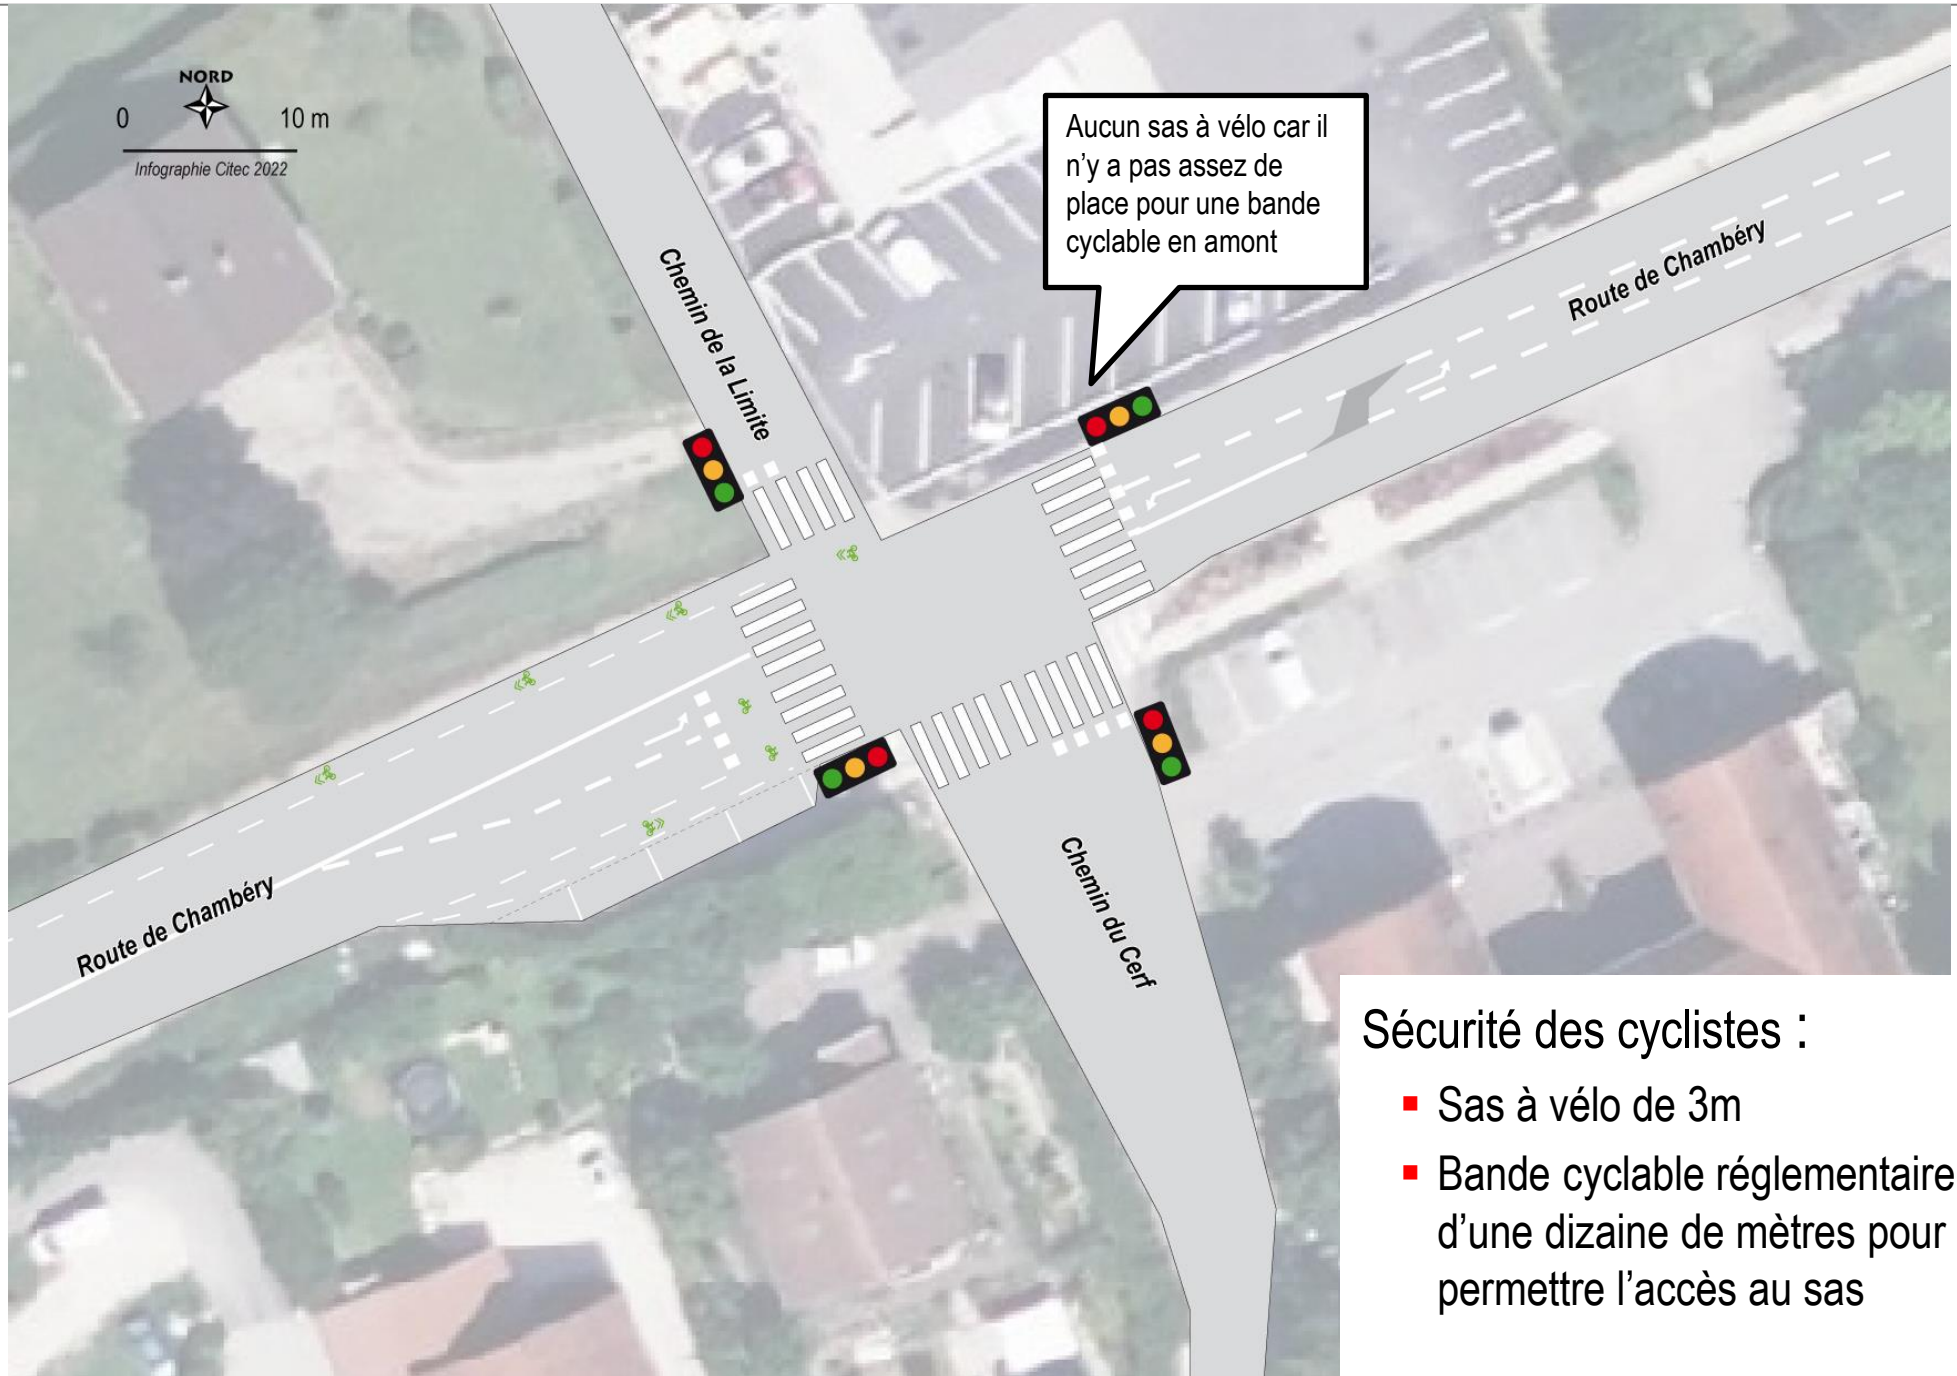 NORD
0 10 m
Infographie Citec 2022
Aucun sas à vélo car il
n'y a pas assez de
place pour une bande
cyclable en amont
Route de Chambéry
Chemin de la Limite
Route de Chambéry
Chemin du Cerf
Sécurité des cyclistes :
Sas à vélo de 3m
Bande cyclable réglementaire
d'une dizaine de mètres pour
permettre l'accès au sas